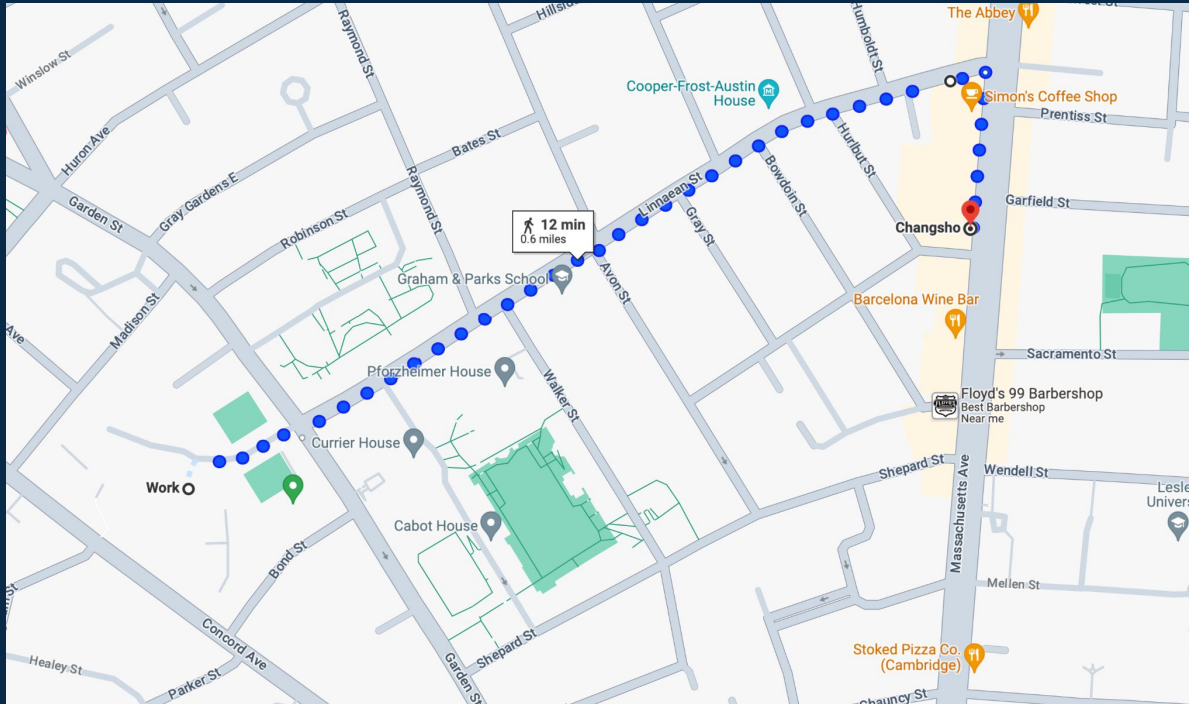 The Abbey
Hillsid
Humboldt St
Raymond St
Winslow St
Cooper-Frost-Austin
House
Simon's Coffee Shop
Prentiss St
Huron Ave
Bates St
Hurlbut St
Gray Gardens E
Raymond St
Bowdoin St
Linnaean St
Garden St
Robinson St
Garfield St
12 min
0.6 miles
Gray St
Changsho
Graham & Parks School
Avon St
Madison St
Barcelona Wine Bar
Ave
Sacramento St
Pforzheimer House
Walker St
Floyd's 99 Barbershop
Best Barbershop
Near me
Currier House
Shepard St
Wendell St
Work
Lesle
Univers
Cabot House
Massachusetts Ave
Bond St
Mellen St
St
Concord Ave
Shepard St
Stoked Pizza Co.
(Cambridge)
Healey St
Garden St
Parker St
Chauncy St